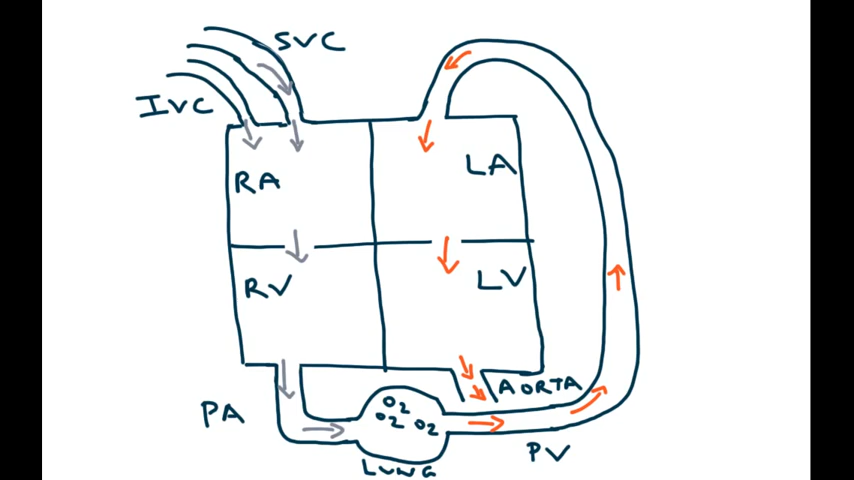 SVC
IVC
RA
LA
RV
LV
AORTA
PA
O2
O2 O2
LUNG
PV